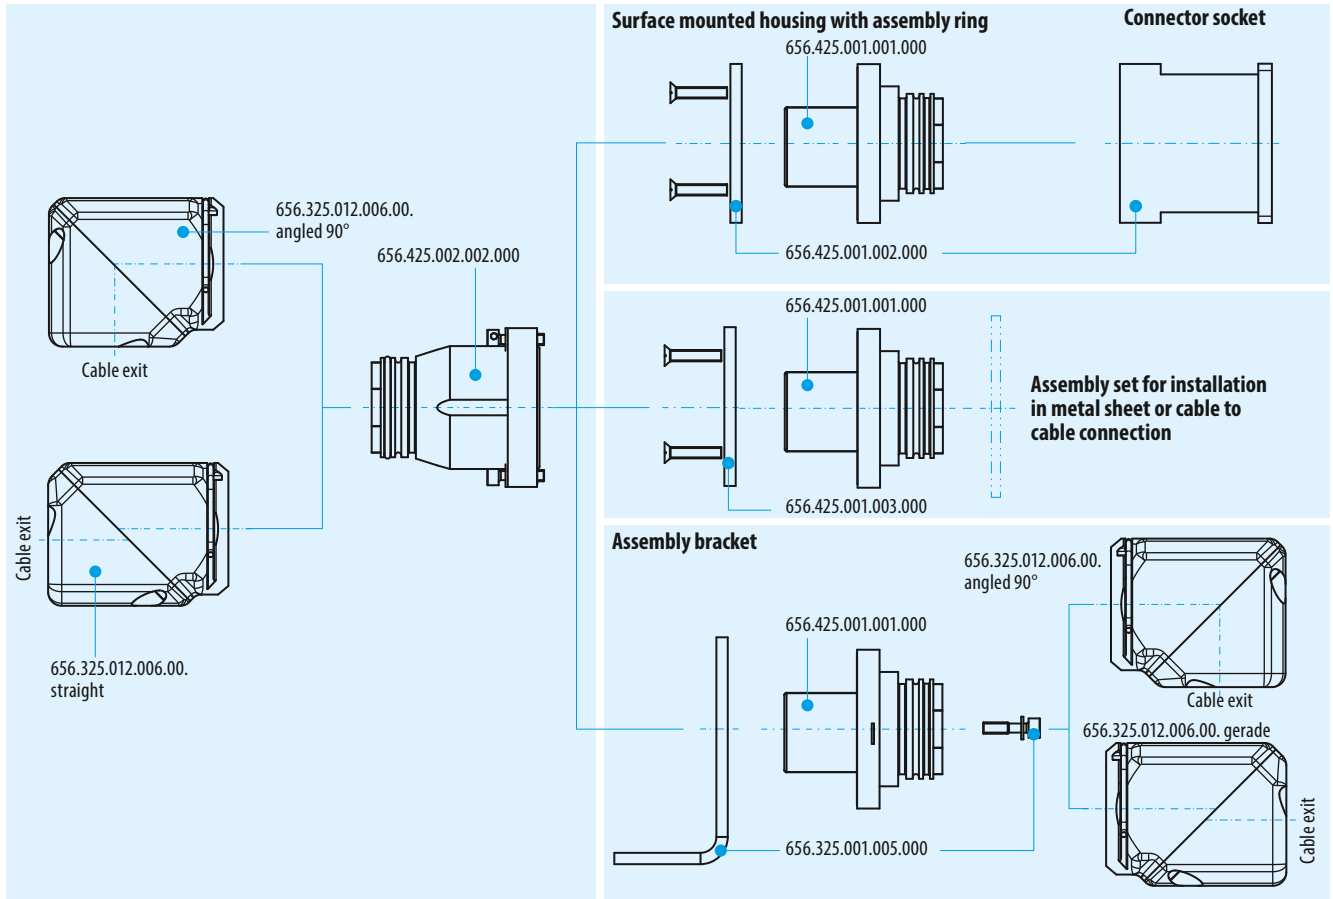 656.325.012.006.00.
angled 90°
656.425.002.002.000
Cable exit
Cable exit
656.325.012.006.00.
straight
Surface mounted housing with assembly ring
Connector socket
656.425.001.001.000
656.425.001.002.000
656.425.001.001.000
Assembly set for installation
in metal sheet or cable to
cable connection
656.425.001.003.000
Assembly bracket
656.325.012.006.00.
angled 90°
656.425.001.001.000
Cable exit
656.325.012.006.00. gerade
Cable exit
656.325.001.005.000